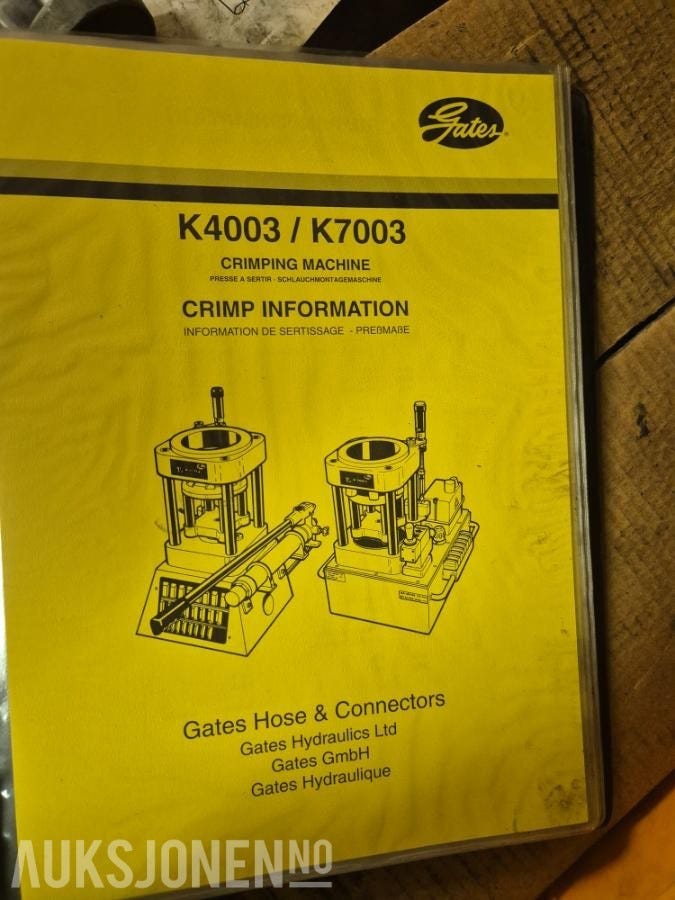 Gates
K4003 / K7003
CRIMPING MACHINE
PRESSE A SERTIR - SCHLAUCHMONTAGEMASCHINE
CRIMP INFORMATION
INFORMATION DE SERTISSAGE - PREßMAßE
Gates Hose & Connectors
Gates Hydraulics Ltd
Gates GmbH
Gates Hydraulique
AUKSJONEN.NO